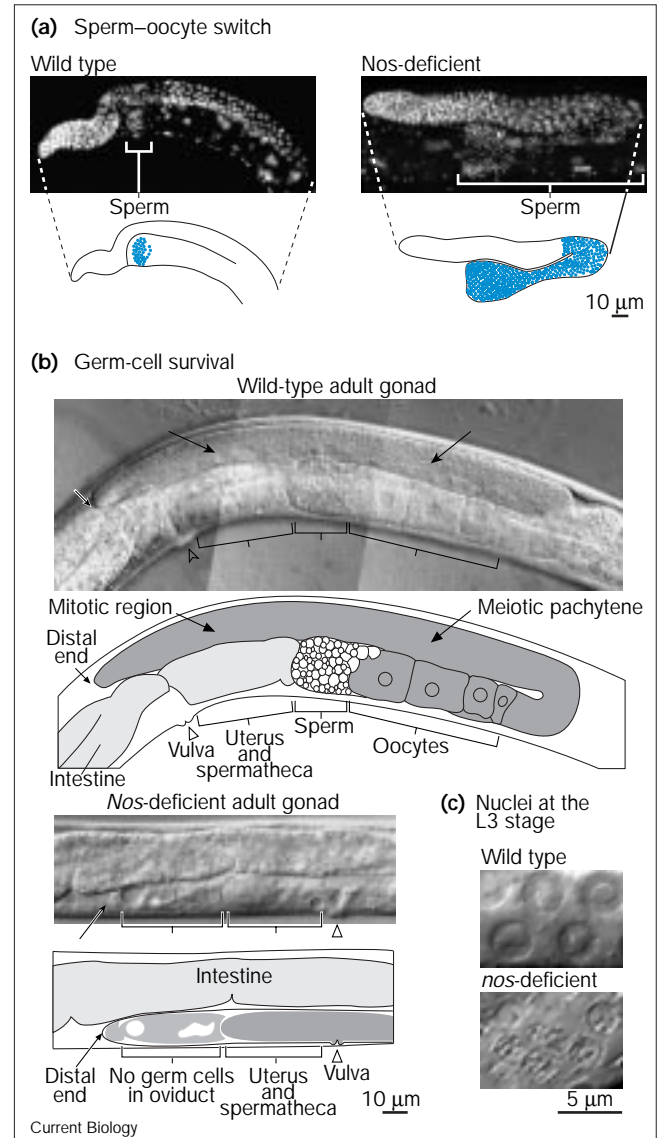 (a) Sperm–oocyte switch
Wild type
Nos-deficient
Sperm
Sperm
10 μm
(b) Germ-cell survival
Wild-type adult gonad
Mitotic region
Meiotic pachytene
Distal
end
Vulva
Uterus
and
spermatheca
Sperm
Oocytes
Intestine
Nos-deficient adult gonad
Intestine
Distal
end
No germ cells
in oviduct
Uterus
and
spermatheca
Vulva
10 μm
(c) Nuclei at the
L3 stage
Wild type
nos-deficient
5 μm
Current Biology